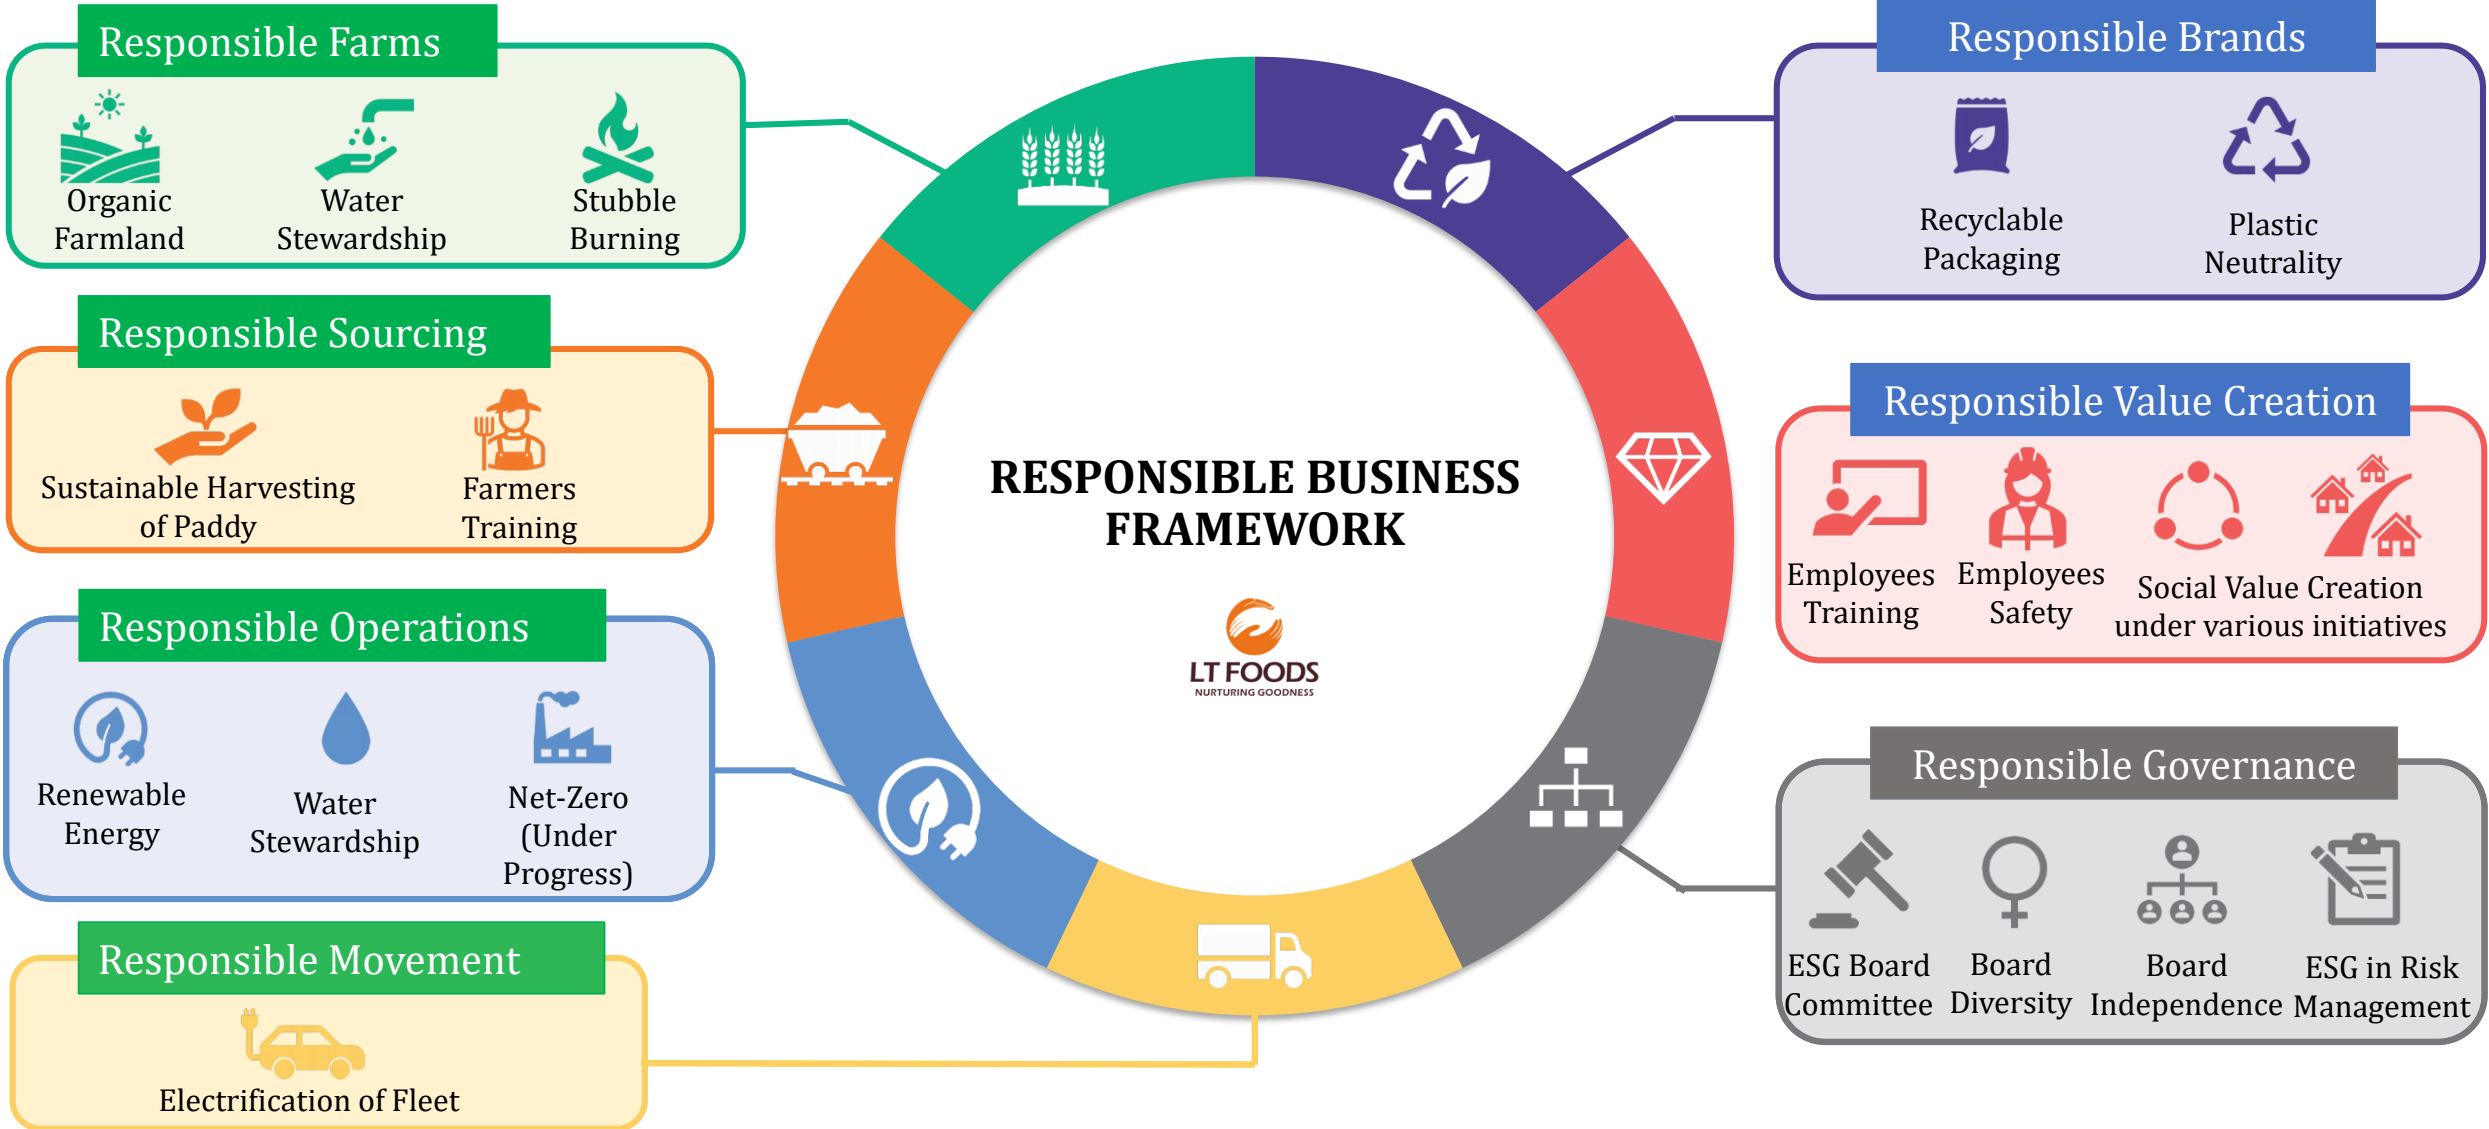 Responsible Farms
Organic
Farmland
Water
Stewardship
Stubble
Burning
Responsible Sourcing
Sustainable Harvesting
of Paddy
Farmers
Training
Responsible Operations
Renewable
Energy
Water
Stewardship
Net-Zero
(Under
Progress)
Responsible Movement
Electrification of Fleet
RESPONSIBLE BUSINESS
FRAMEWORK
LT FOODS
NURTURING GOODNESS
Responsible Brands
Recyclable
Packaging
Plastic
Neutrality
Responsible Value Creation
Employees
Training
Employees
Safety
Social Value Creation
under various initiatives
Responsible Governance
ESG Board
Committee
Board
Diversity
Board
Independence
ESG in Risk
Management